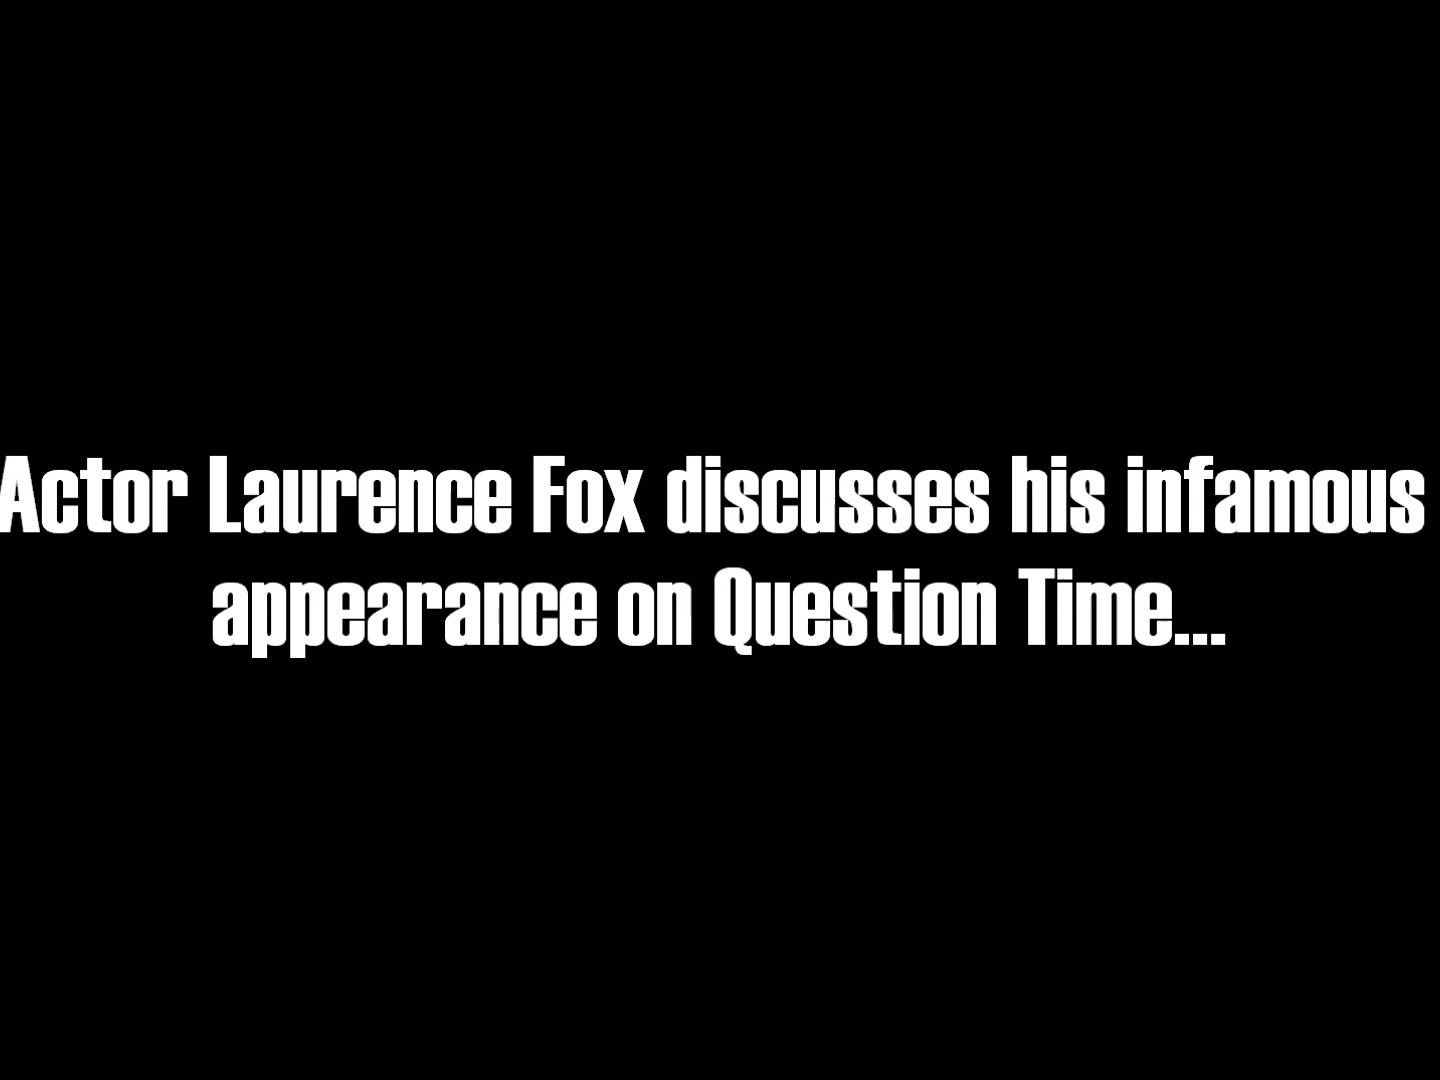 Actor Laurence Fox discusses his infamous
appearance on Question Time...